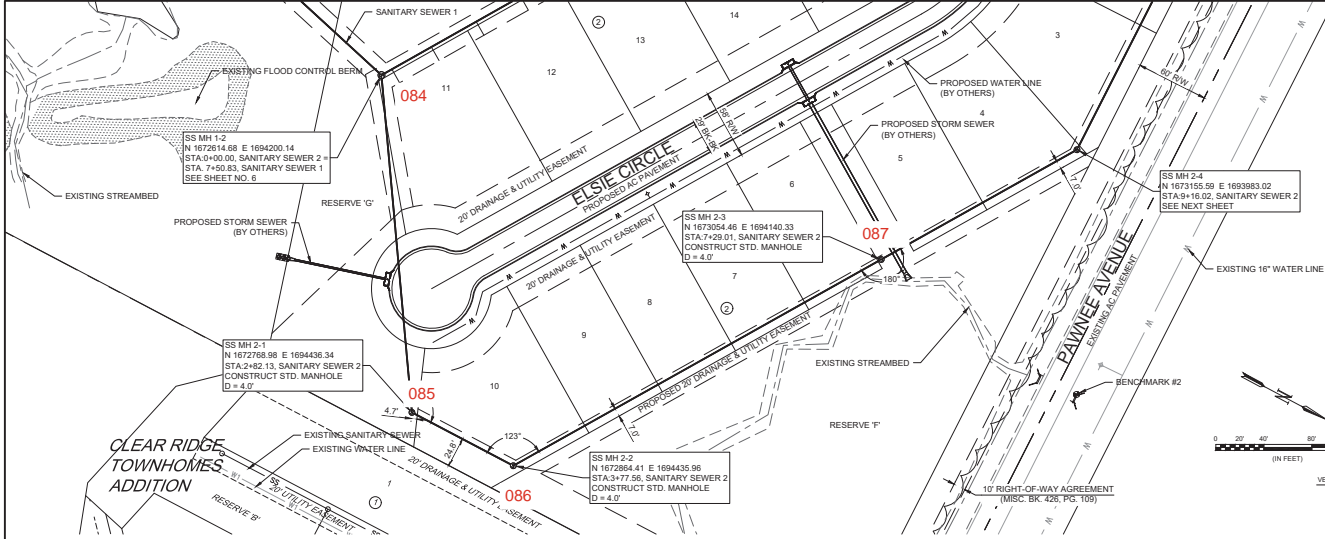 SANITARY SEWER 1
14
2
13
12
11
3
EXISTING FLOOD CONTROL BERM
084
60' R/W
PROPOSED WATER LINE
(BY OTHERS)
4
58' R/W
29' BK-BK
PROPOSED STORM SEWER
(BY OTHERS)
5
SS MH 1-2
N 1672614.68 E 1694200.14
STA:0+00.00, SANITARY SEWER 2 =
STA. 7+50.83, SANITARY SEWER 1
SEE SHEET NO. 6
EXISTING STREAMBED
RESERVE 'G'
20' DRAINAGE & UTILITY EASEMENT
ELSIE CIRCLE
PROPOSED AC PAVEMENT
6
7.0'
SS MH 2-4
N 1673155.59 E 1693983.02
STA:9+16.02, SANITARY SEWER 2
SEE NEXT SHEET
PROPOSED STORM SEWER
(BY OTHERS)
SS MH 2-3
N 1673054.46 E 1694140.33
STA:7+29.01, SANITARY SEWER 2
CONSTRUCT STD. MANHOLE
D = 4.0'
087
20' DRAINAGE & UTILITY EASEMENT
W
W
W
W
W
W
W
7
180°
EXISTING 16" WATER LINE
PAWNEE AVENUE
EXISTING AC PAVEMENT
W
W
W
W
W
8
2
9
SS MH 2-1
N 1672768.98 E 1694436.34
STA:2+82.13, SANITARY SEWER 2
CONSTRUCT STD. MANHOLE
D = 4.0'
EXISTING STREAMBED
PROPOSED 20' DRAINAGE & UTILITY EASEMENT
10
085
4.7'
BENCHMARK #2
N
RESERVE 'F'
7.0'
123°
24.8'
CLEAR RIDGE
TOWNHOMES
ADDITION
EXISTING SANITARY SEWER
EXISTING WATER LINE
0 20' 40' 80'
(IN FEET)
SS MH 2-2
N 1672864.41 E 1694435.96
STA:3+77.56, SANITARY SEWER 2
CONSTRUCT STD. MANHOLE
D = 4.0'
20' DRAINAGE & UTILITY EASEMENT
086
1
1
SS
20' UTILITY EASEMENT
RESERVE 'B'
10' RIGHT-OF-WAY AGREEMENT
(MISC. BK. 426, PG. 109)